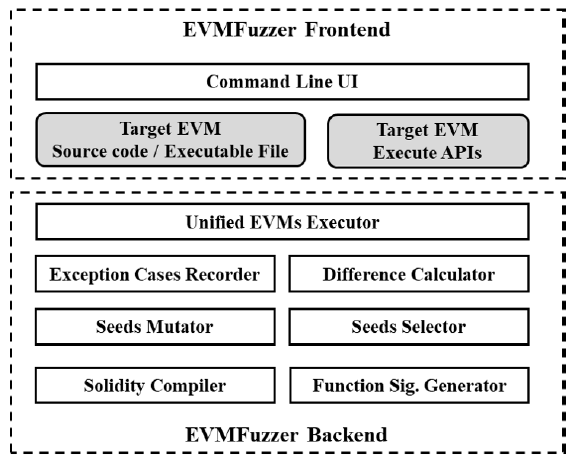 EVMFuzzer Frontend
Command Line UI
Target EVM
Source code / Executable File
Target EVM
Execute APIs
Unified EVMs Executor
Exception Cases Recorder
Difference Calculator
Seeds Mutator
Seeds Selector
Solidity Compiler
Function Sig. Generator
EVMFuzzer Backend